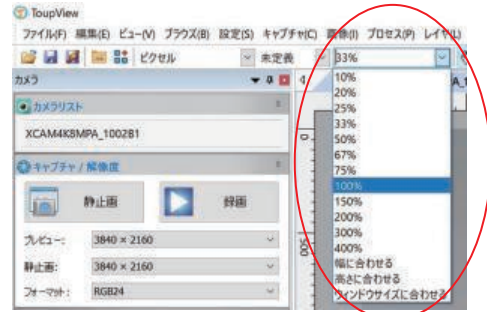 ToupView
ファイル(F) 編集(E) ビュー(V) ブラウズ(B) 設定(S) キャプチャ(C) 画像(I) プロセス(P) レイヤ(L)
ピクセル 未定義 33%
カメラ
カメラリスト
XCAM4K8MPA_1002B1
キャプチャ / 解像度
静止画 録画
プレビュー: 3840 × 2160
静止画: 3840 × 2160
フォーマット: RGB24
10%
20%
25%
33%
50%
67%
75%
100%
150%
200%
300%
400%
幅に合わせる
高さに合わせる
ウィンドウサイズに合わせる
0
500